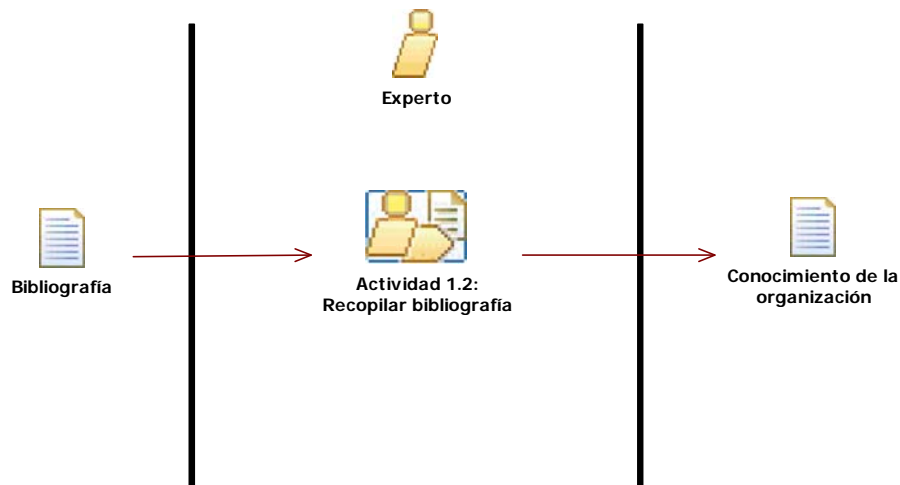 Experto
Bibliografía
Actividad 1.2:
Recopilar bibliografía
Conocimiento de la
organización